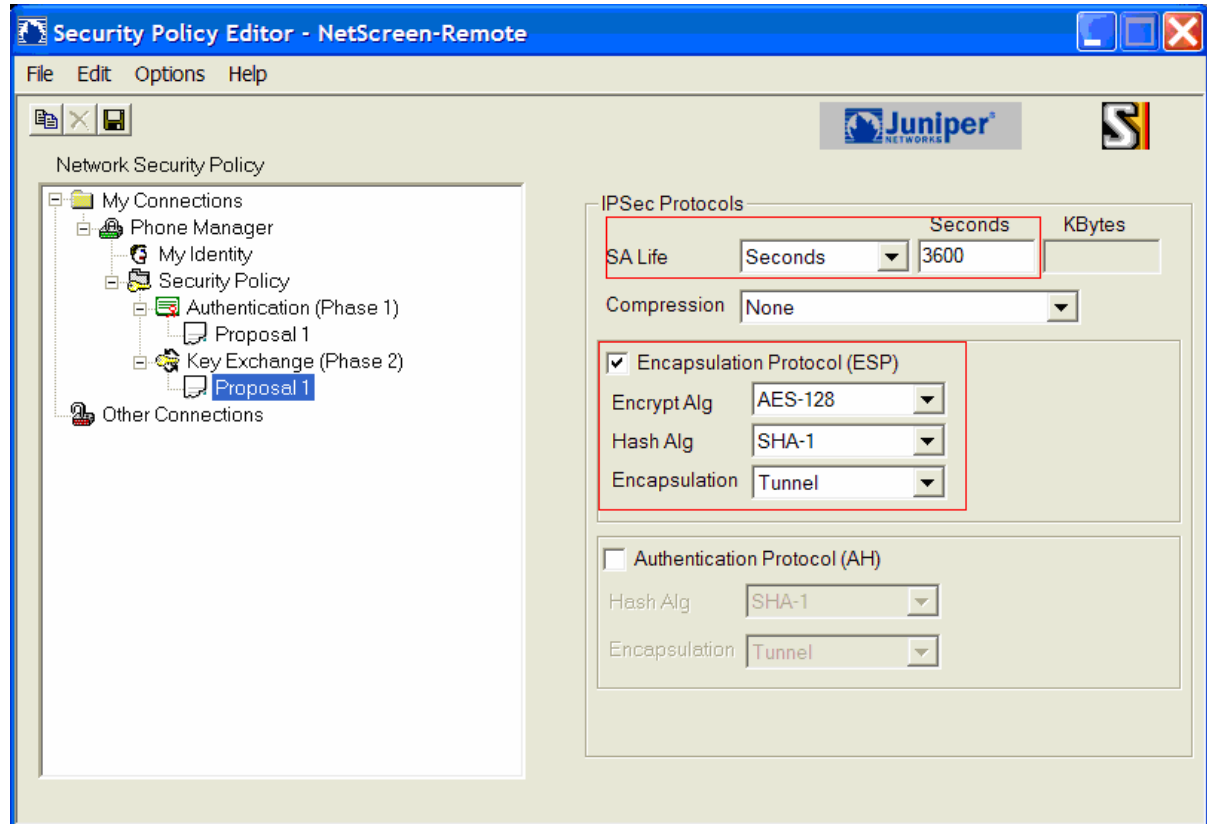 Security Policy Editor - NetScreen-Remote
File Edit Options Help
Juniper
NETWORKS
S
Network Security Policy
My Connections
Phone Manager
My Identity
Security Policy
Authentication (Phase 1)
Proposal 1
Key Exchange (Phase 2)
Proposal 1
Other Connections
IPSec Protocols
Seconds KBytes
SA Life Seconds 3600
Compression None
Encapsulation Protocol (ESP)
Encrypt Alg AES-128
Hash Alg SHA-1
Encapsulation Tunnel
Authentication Protocol (AH)
Hash Alg SHA-1
Encapsulation Tunnel